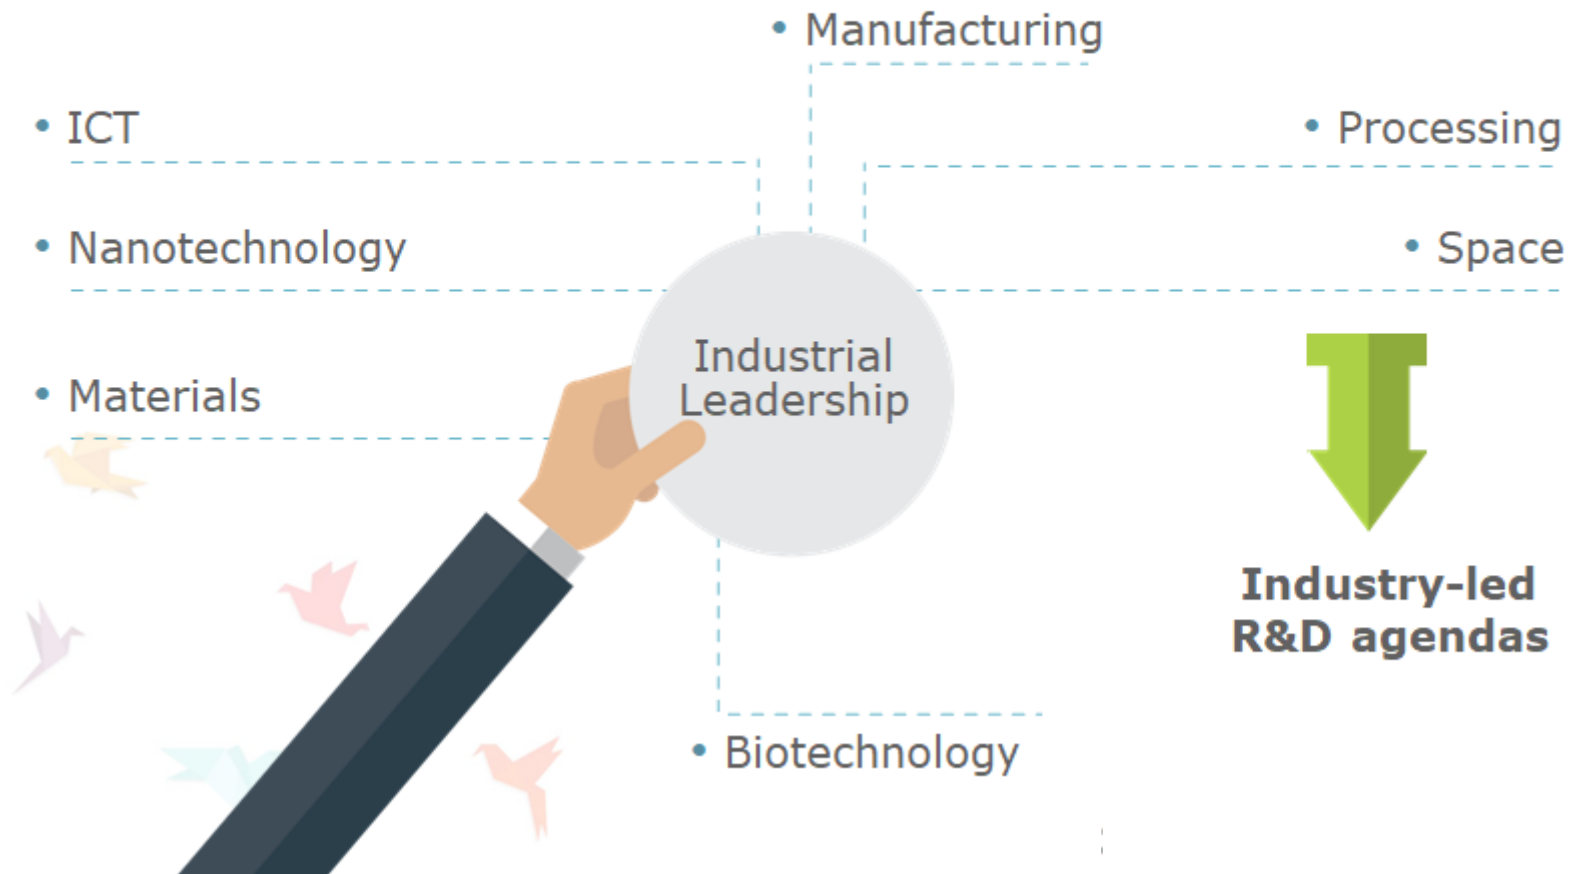 • Manufacturing
• ICT
• Processing
• Nanotechnology
• Space
Industrial
Leadership
• Materials
Industry-led
R&D agendas
• Biotechnology